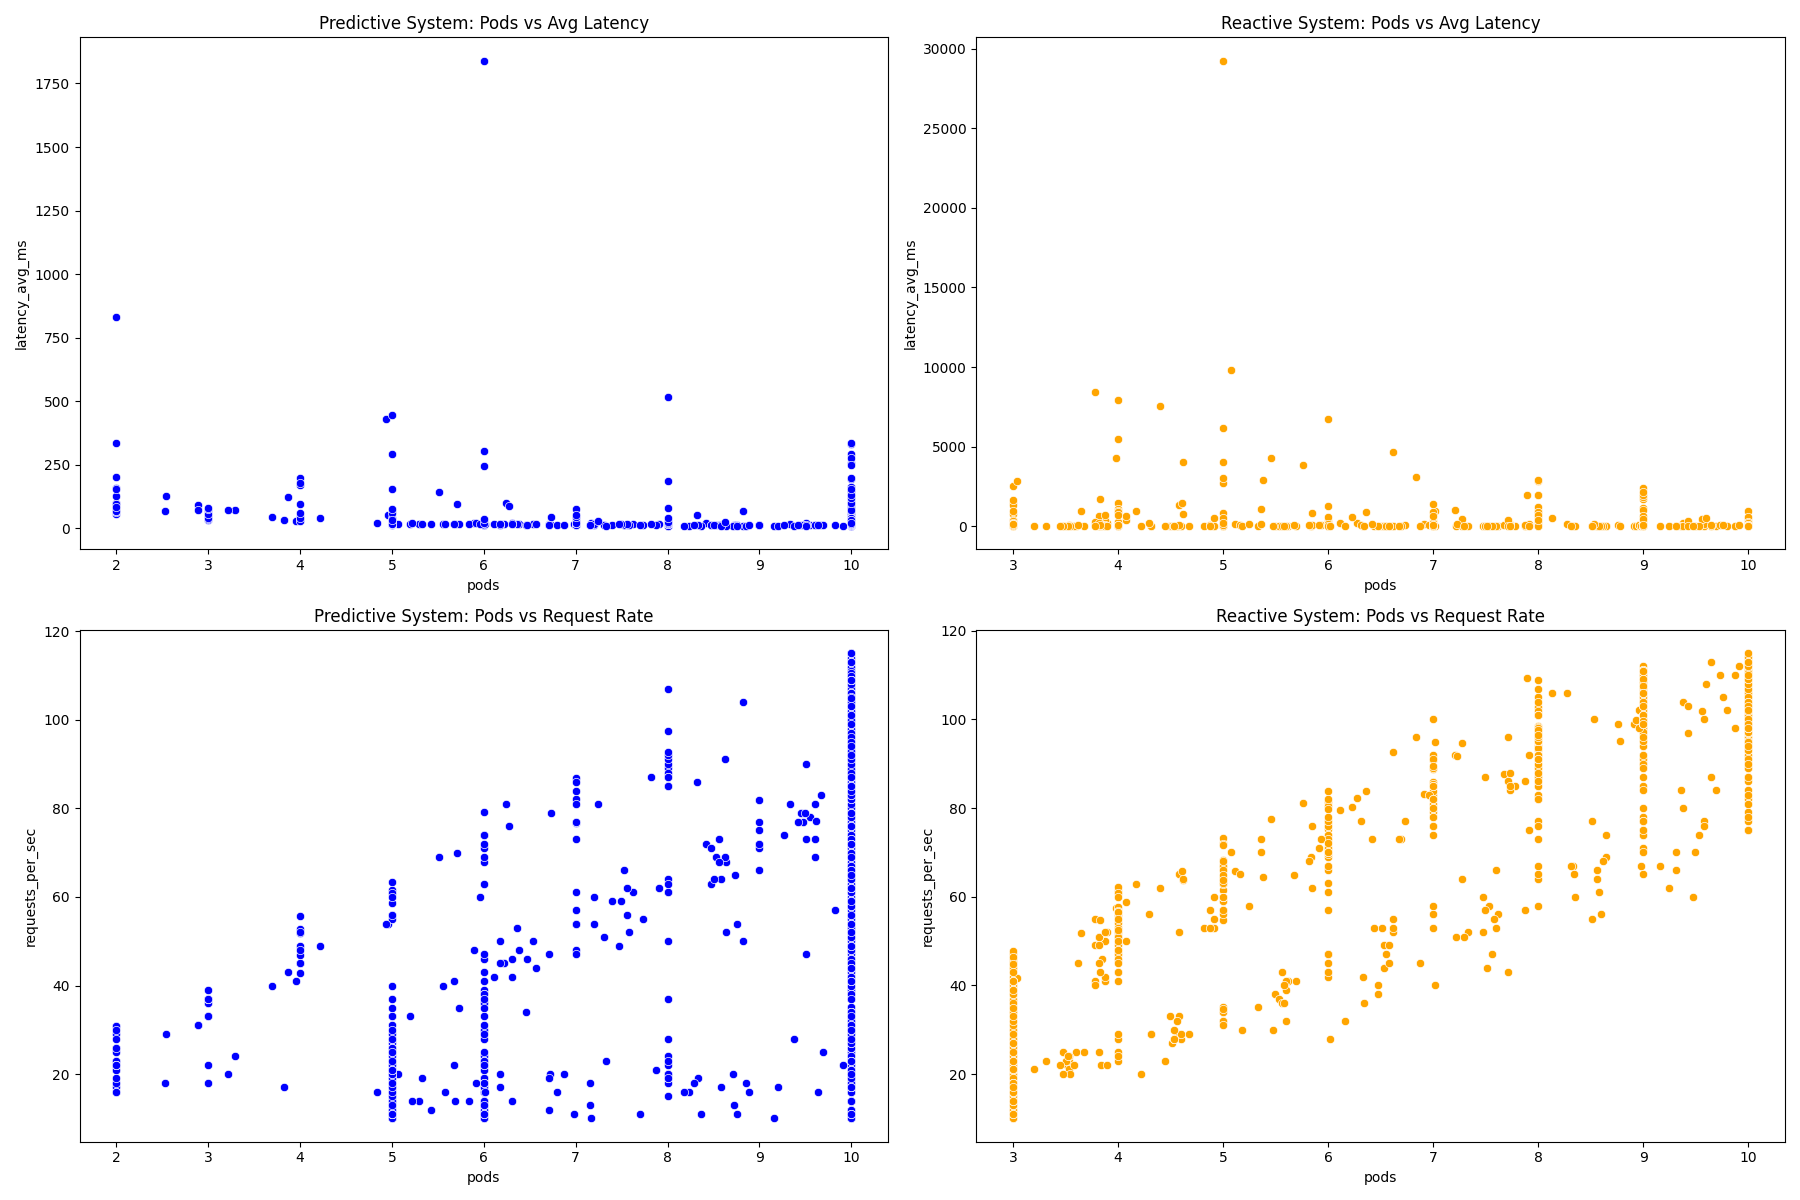 Predictive System: Pods vs Avg Latency
1750
1500
1250
1000
750
500
250
0
latency_avg_ms
2 3 4 5 6 7 8 9 10
pods
Reactive System: Pods vs Avg Latency
30000
25000
20000
15000
10000
5000
0
latency_avg_ms
3 4 5 6 7 8 9 10
pods
Predictive System: Pods vs Request Rate
120
100
80
60
40
20
requests_per_sec
2 3 4 5 6 7 8 9 10
pods
Reactive System: Pods vs Request Rate
120
100
80
60
40
20
requests_per_sec
3 4 5 6 7 8 9 10
pods